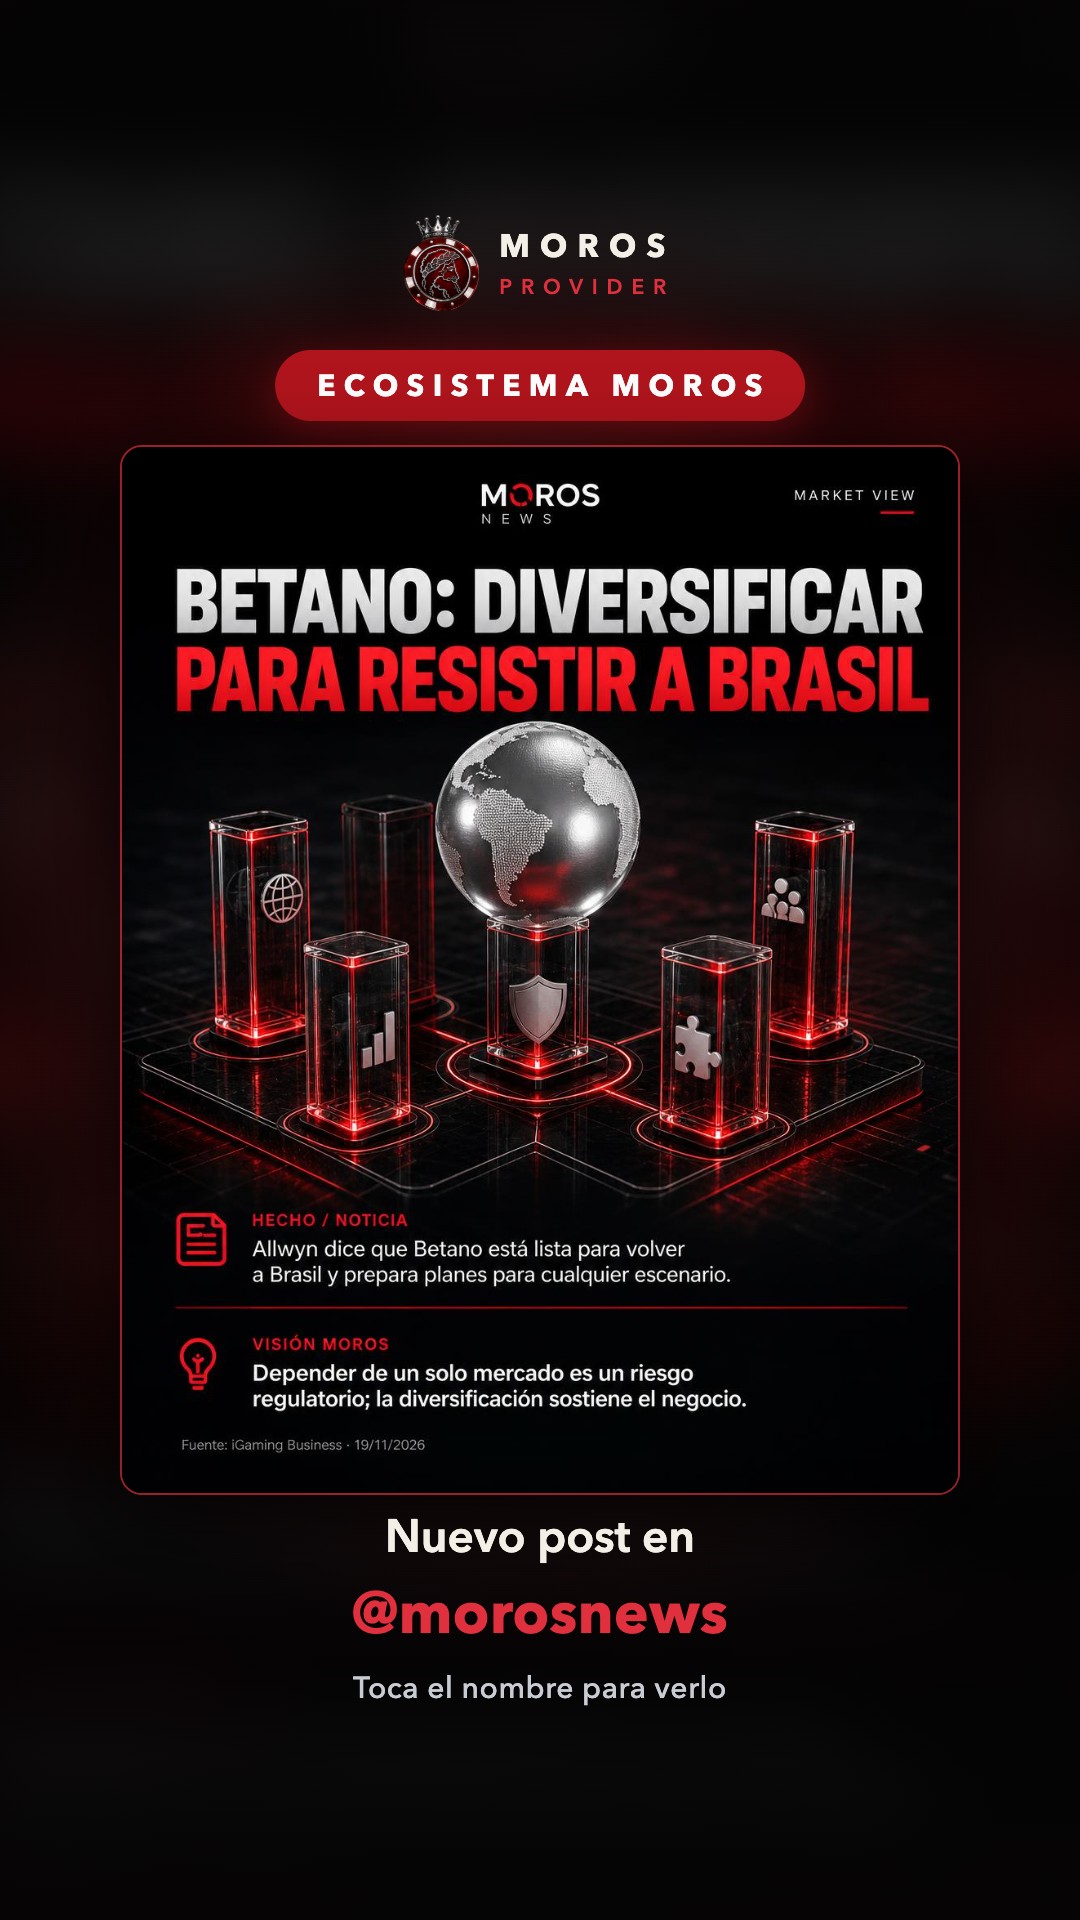 MOROS
PROVIDER
ECOSISTEMA MOROS
MOROS
NEWS
MARKET VIEW
BETANO: DIVERSIFICAR
PARA RESISTIR A BRASIL
HECHO / NOTICIA
Allwyn dice que Betano está lista para volver
a Brasil y prepara planes para cualquier escenario.
VISIÓN MOROS
Depender de un solo mercado es un riesgo
regulatorio; la diversificación sostiene el negocio.
Fuente: iGaming Business · 19/11/2026
Nuevo post en
@morosnews
Toca el nombre para verlo